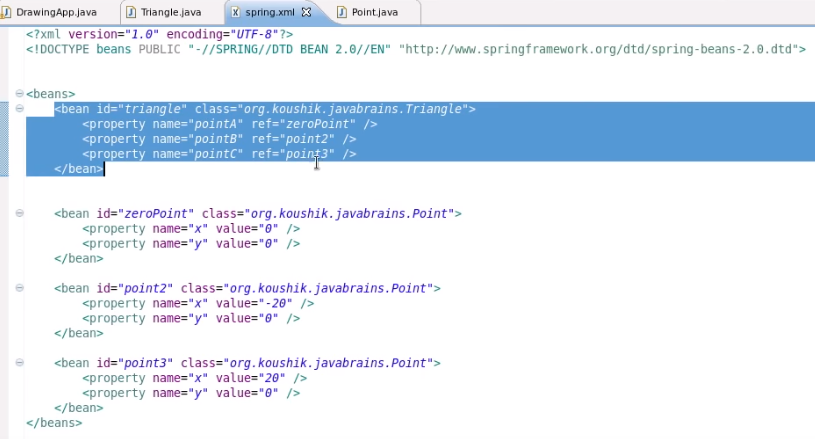 DrawingApp.java Triangle.java spring.xml Point.java
<?xml version="1.0" encoding="UTF-8"?>
<!DOCTYPE beans PUBLIC "-//SPRING//DTD BEAN 2.0//EN" "http://www.springframework.org/dtd/spring-beans-2.0.dtd">
<beans>
<bean id="triangle" class="org.koushik.javabrains.Triangle">
<property name="pointA" ref="zeroPoint" />
<property name="pointB" ref="point2" />
<property name="pointC" ref="point3" />
</bean>
<bean id="zeroPoint" class="org.koushik.javabrains.Point">
<property name="x" value="0" />
<property name="y" value="0" />
</bean>
<bean id="point2" class="org.koushik.javabrains.Point">
<property name="x" value="-20" />
<property name="y" value="0" />
</bean>
<bean id="point3" class="org.koushik.javabrains.Point">
<property name="x" value="20" />
<property name="y" value="0" />
</bean>
</beans>